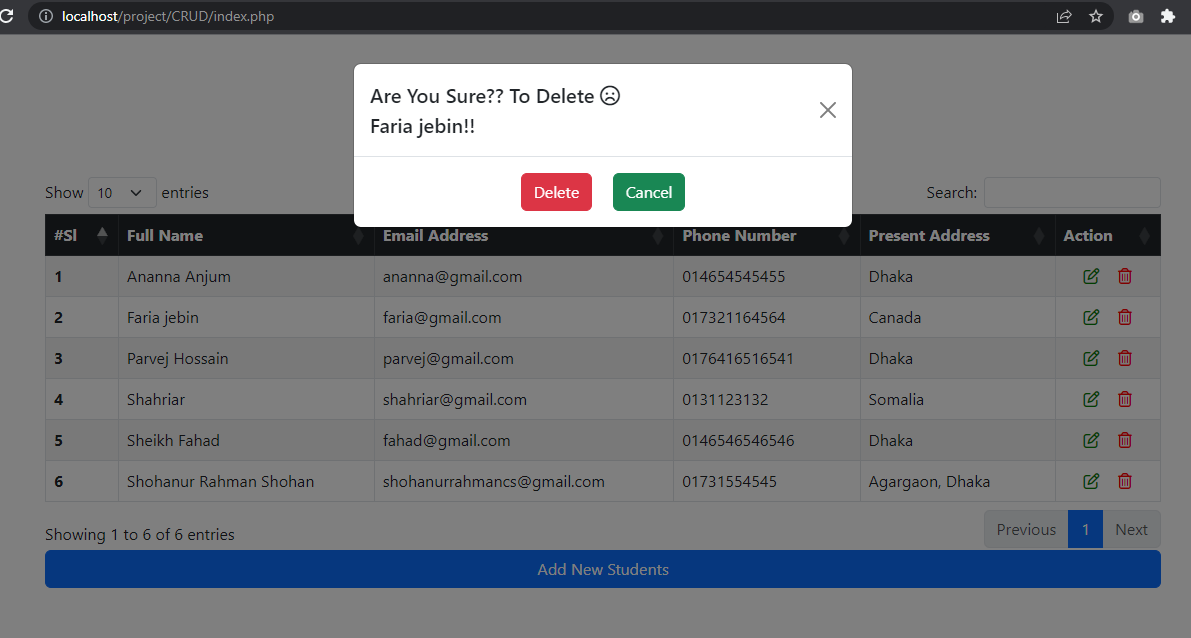 localhost/project/CRUD/index.php
Are You Sure?? To Delete
Faria jebin!!
Delete Cancel
Show 10 entries Search:
#Sl Full Name Email Address Phone Number Present Address Action
1 Ananna Anjum ananna@gmail.com 014654545455 Dhaka
2 Faria jebin faria@gmail.com 017321164564 Canada
3 Parvej Hossain parvej@gmail.com 0176416516541 Dhaka
4 Shahriar shahriar@gmail.com 0131123132 Somalia
5 Sheikh Fahad fahad@gmail.com 0146546546546 Dhaka
6 Shohanur Rahman Shohan shohanurrahmancs@gmail.com 01731554545 Agargaon, Dhaka
Showing 1 to 6 of 6 entries Previous 1 Next
Add New Students